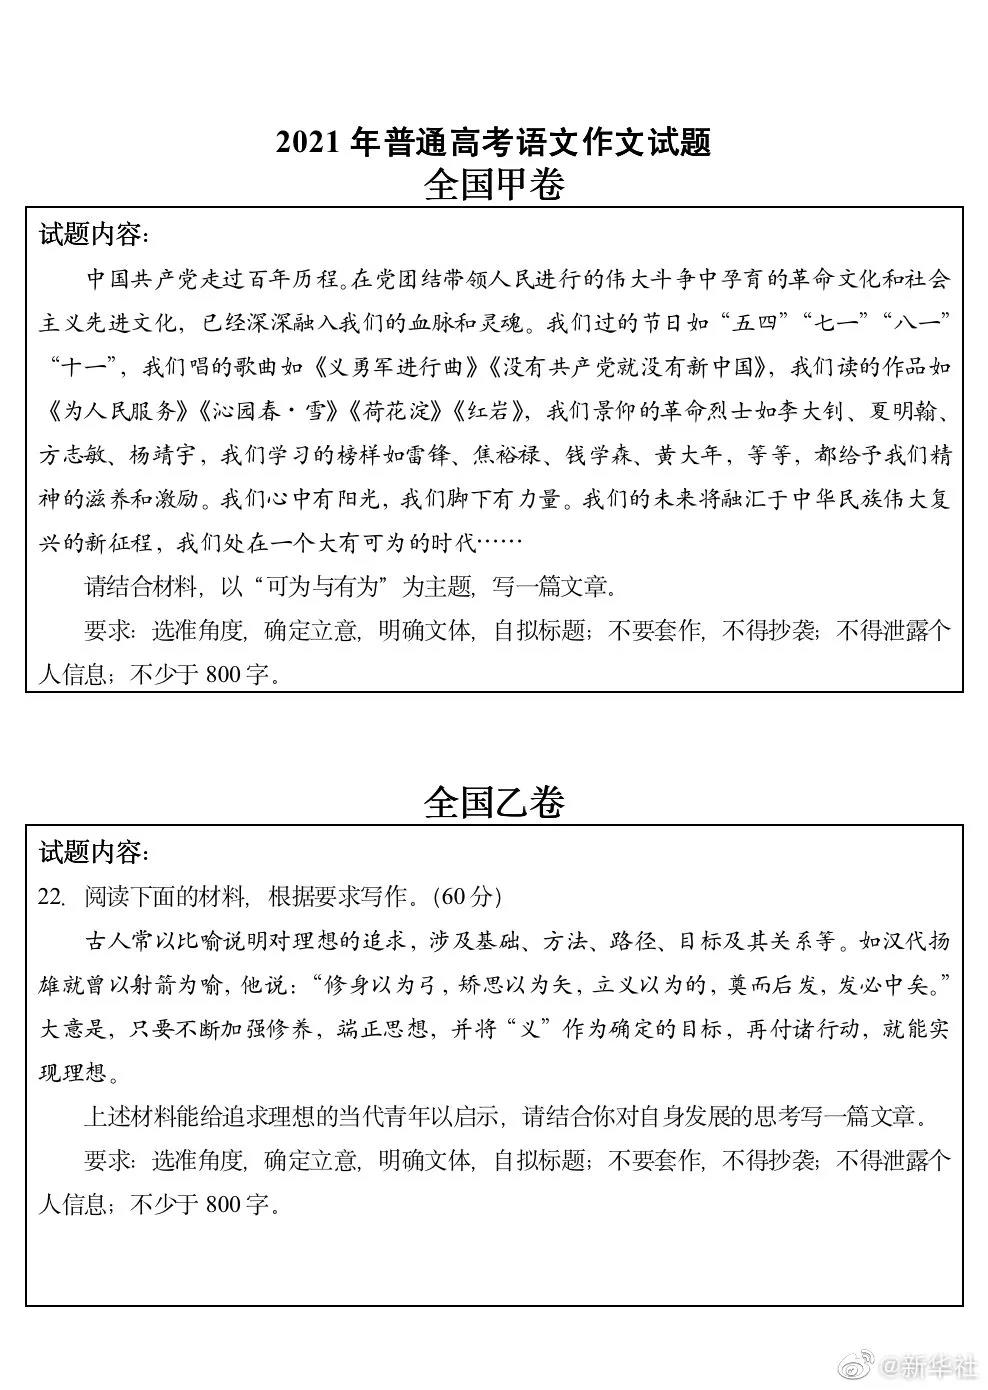 2021 年普通高考语文作文试题
全国甲卷
试题内容：
中国共产党走过百年历程。在党团结带领人民进行的伟大斗争中孕育的革命文化和社会
主义先进文化，已经深深融入我们的血脉和灵魂。我们过的节日如“五四”“七一”“八一”
“十一”，我们唱的歌曲如《义勇军进行曲》《没有共产党就没有新中国》，我们读的作品如
《为人民服务》《沁园春·雪》《荷花淀》《红岩》，我们景仰的革命烈士如李大钊、夏明翰、
方志敏、杨靖宇，我们学习的榜样如雷锋、焦裕禄、钱学森、黄大年，等等，都给予我们精
神的滋养和激励。我们心中有阳光，我们脚下有力量。我们的未来将融汇于中华民族伟大复
兴的新征程，我们处在一个大有可为的时代……
请结合材料，以“可为与有为”为主题，写一篇文章。
要求：选准角度，确定立意，明确文体，自拟标题；不要套作，不得抄袭；不得泄露个
人信息；不少于 800 字。
全国乙卷
试题内容：
22．阅读下面的材料，根据要求写作。（60 分）
古人常以比喻说明对理想的追求，涉及基础、方法、路径、目标及其关系等。如汉代扬
雄就曾以射箭为喻，他说：“修身以为弓，矫思以为矢，立义以为的，奠而后发，发必中矣。”
大意是，只要不断加强修养，端正思想，并将“义”作为确定的目标，再付诸行动，就能实
现理想。
上述材料能给追求理想的当代青年以启示，请结合你对自身发展的思考写一篇文章。
要求：选准角度，确定立意，明确文体，自拟标题；不要套作，不得抄袭；不得泄露个
人信息；不少于 800 字。
@新华社